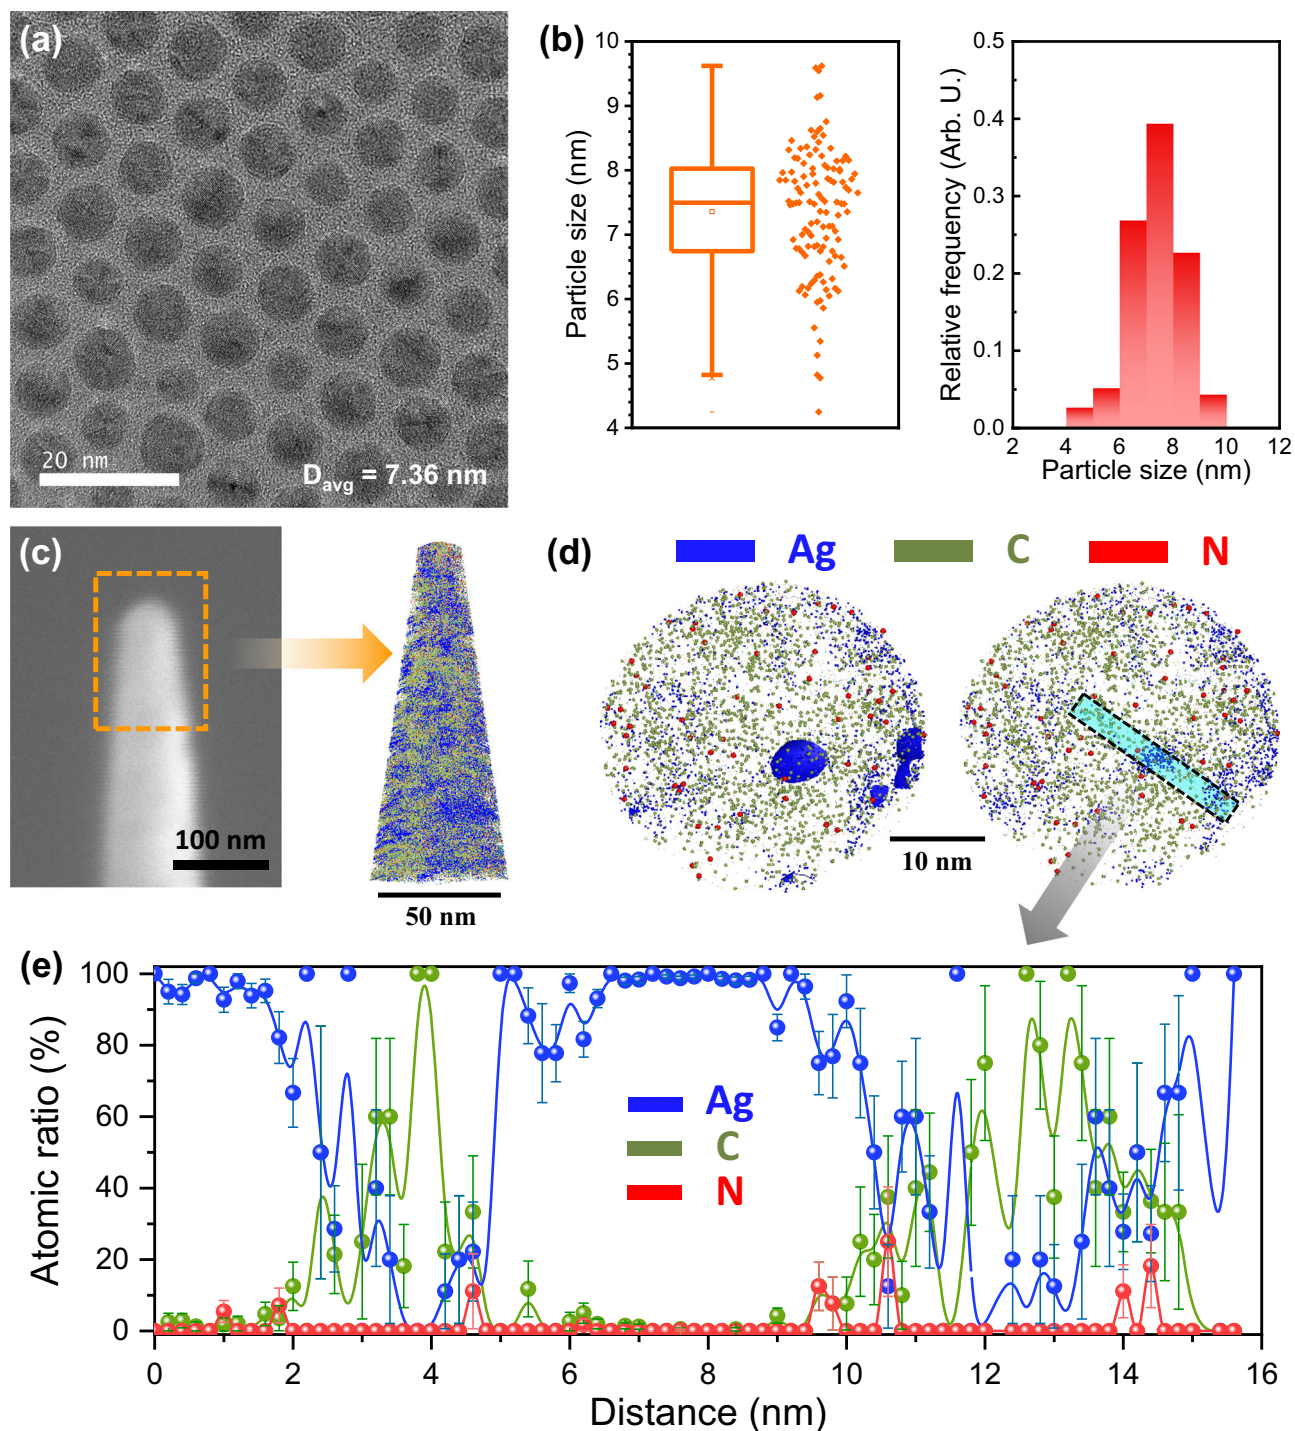 (a)
20 nm
D_avg = 7.36 nm
(b)
10
9
8
7
6
5
4
Particle size (nm)
0.5
0.4
0.3
0.2
0.1
0.0
Relative frequency (Arb. U.)
2 4 6 8 10 12
Particle size (nm)
(c)
100 nm
50 nm
(d)
Ag C N
10 nm
(e)
100
80
60
40
20
0
Atomic ratio (%)
Ag
C
N
0 2 4 6 8 10 12 14 16
Distance (nm)